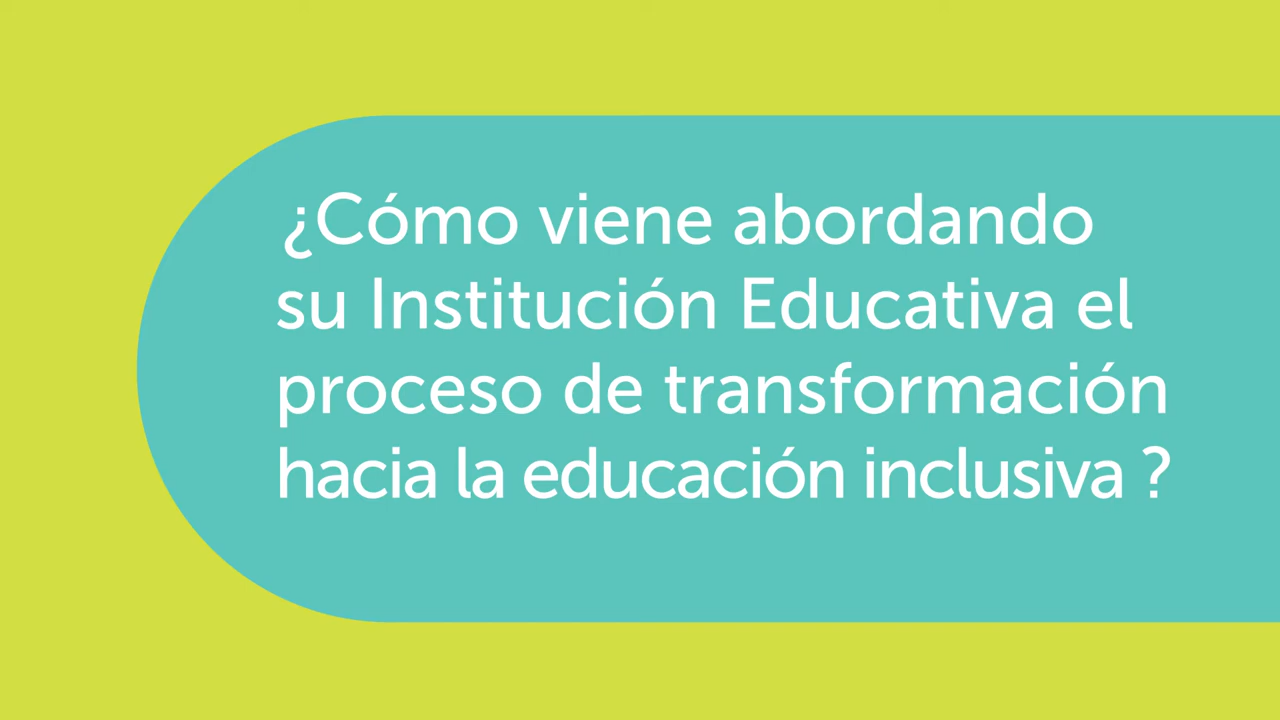 ¿Cómo viene abordando
su Institución Educativa el
proceso de transformación
hacia la educación inclusiva ?